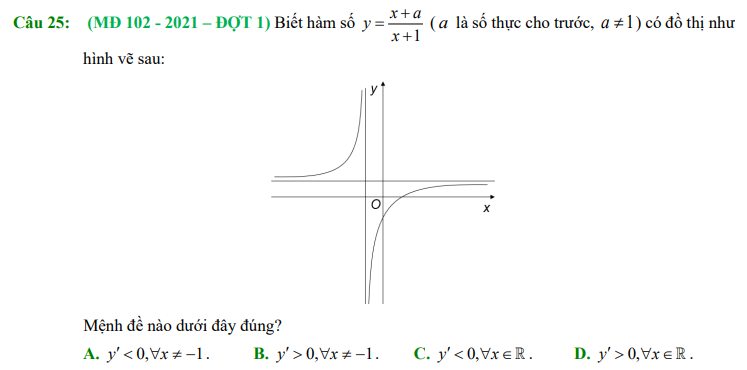 Câu 25: (MĐ 102 - 2021 – ĐỢT 1) Biết hàm số y = \frac{x+a}{x+1} ( a là số thực cho trước, a ≠ 1 ) có đồ thị như
hình vẽ sau:
y
O
x
Mệnh đề nào dưới đây đúng?
A. y′ < 0, ∀x ≠ −1 . B. y′ > 0, ∀x ≠ −1 . C. y′ < 0, ∀x ∈ ℝ . D. y′ > 0, ∀x ∈ ℝ .